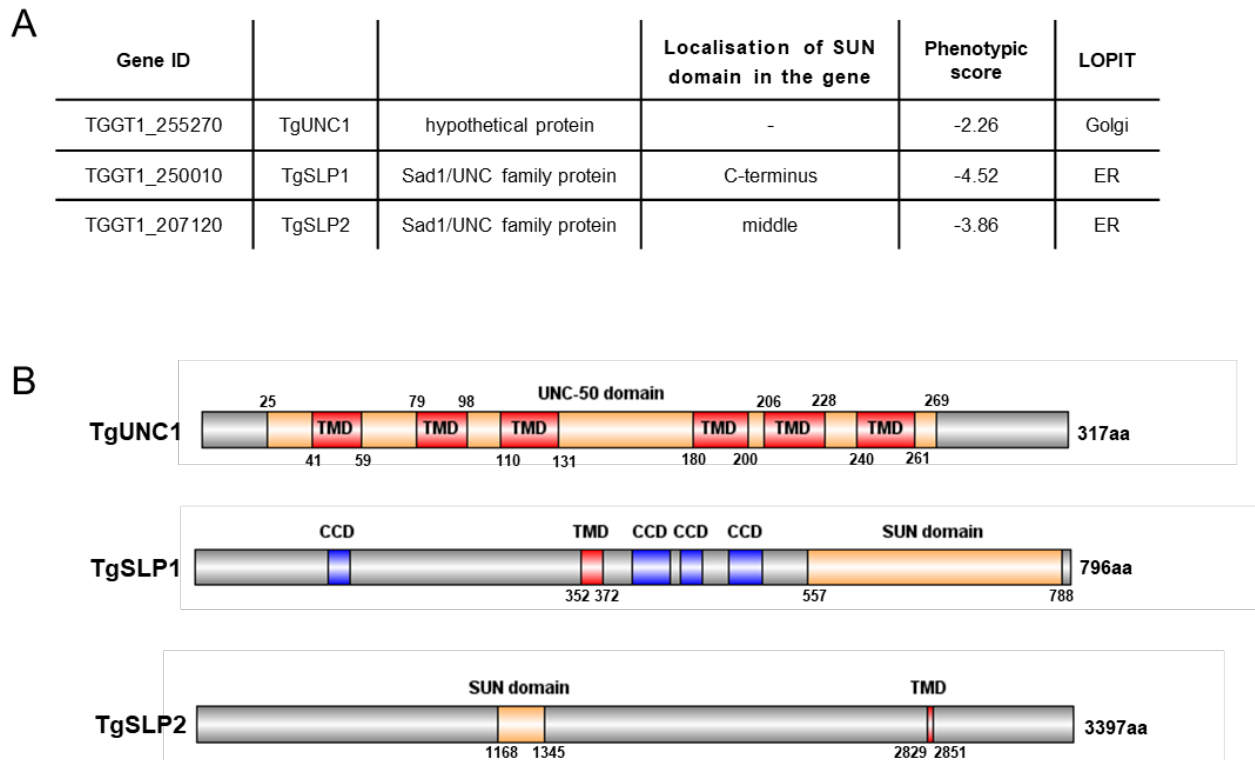 A
Gene ID
Localisation of SUN domain in the gene
Phenotypic score
LOPIT
TGGT1_255270 TgUNC1 hypothetical protein - -2.26 Golgi
TGGT1_250010 TgSLP1 Sad1/UNC family protein C-terminus -4.52 ER
TGGT1_207120 TgSLP2 Sad1/UNC family protein middle -3.86 ER
B
UNC-50 domain
25 79 98 206 228 269
TgUNC1 TMD TMD TMD TMD TMD TMD 317aa
41 59 110 131 180 200 240 261
CCD TMD CCD CCD CCD SUN domain
TgSLP1 796aa
352 372 557 788
SUN domain TMD
TgSLP2 3397aa
1168 1345 2829 2851